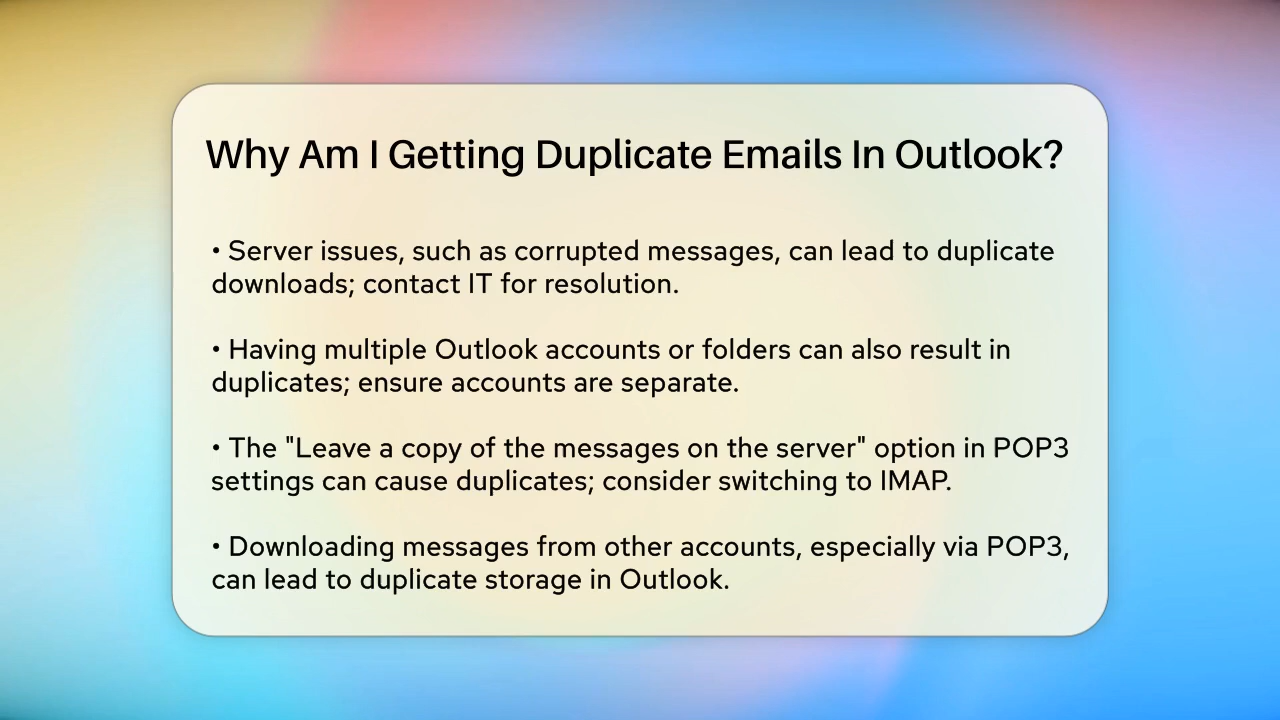 Why Am I Getting Duplicate Emails In Outlook?
• Server issues, such as corrupted messages, can lead to duplicate
downloads; contact IT for resolution.
• Having multiple Outlook accounts or folders can also result in
duplicates; ensure accounts are separate.
• The "Leave a copy of the messages on the server" option in POP3
settings can cause duplicates; consider switching to IMAP.
• Downloading messages from other accounts, especially via POP3,
can lead to duplicate storage in Outlook.